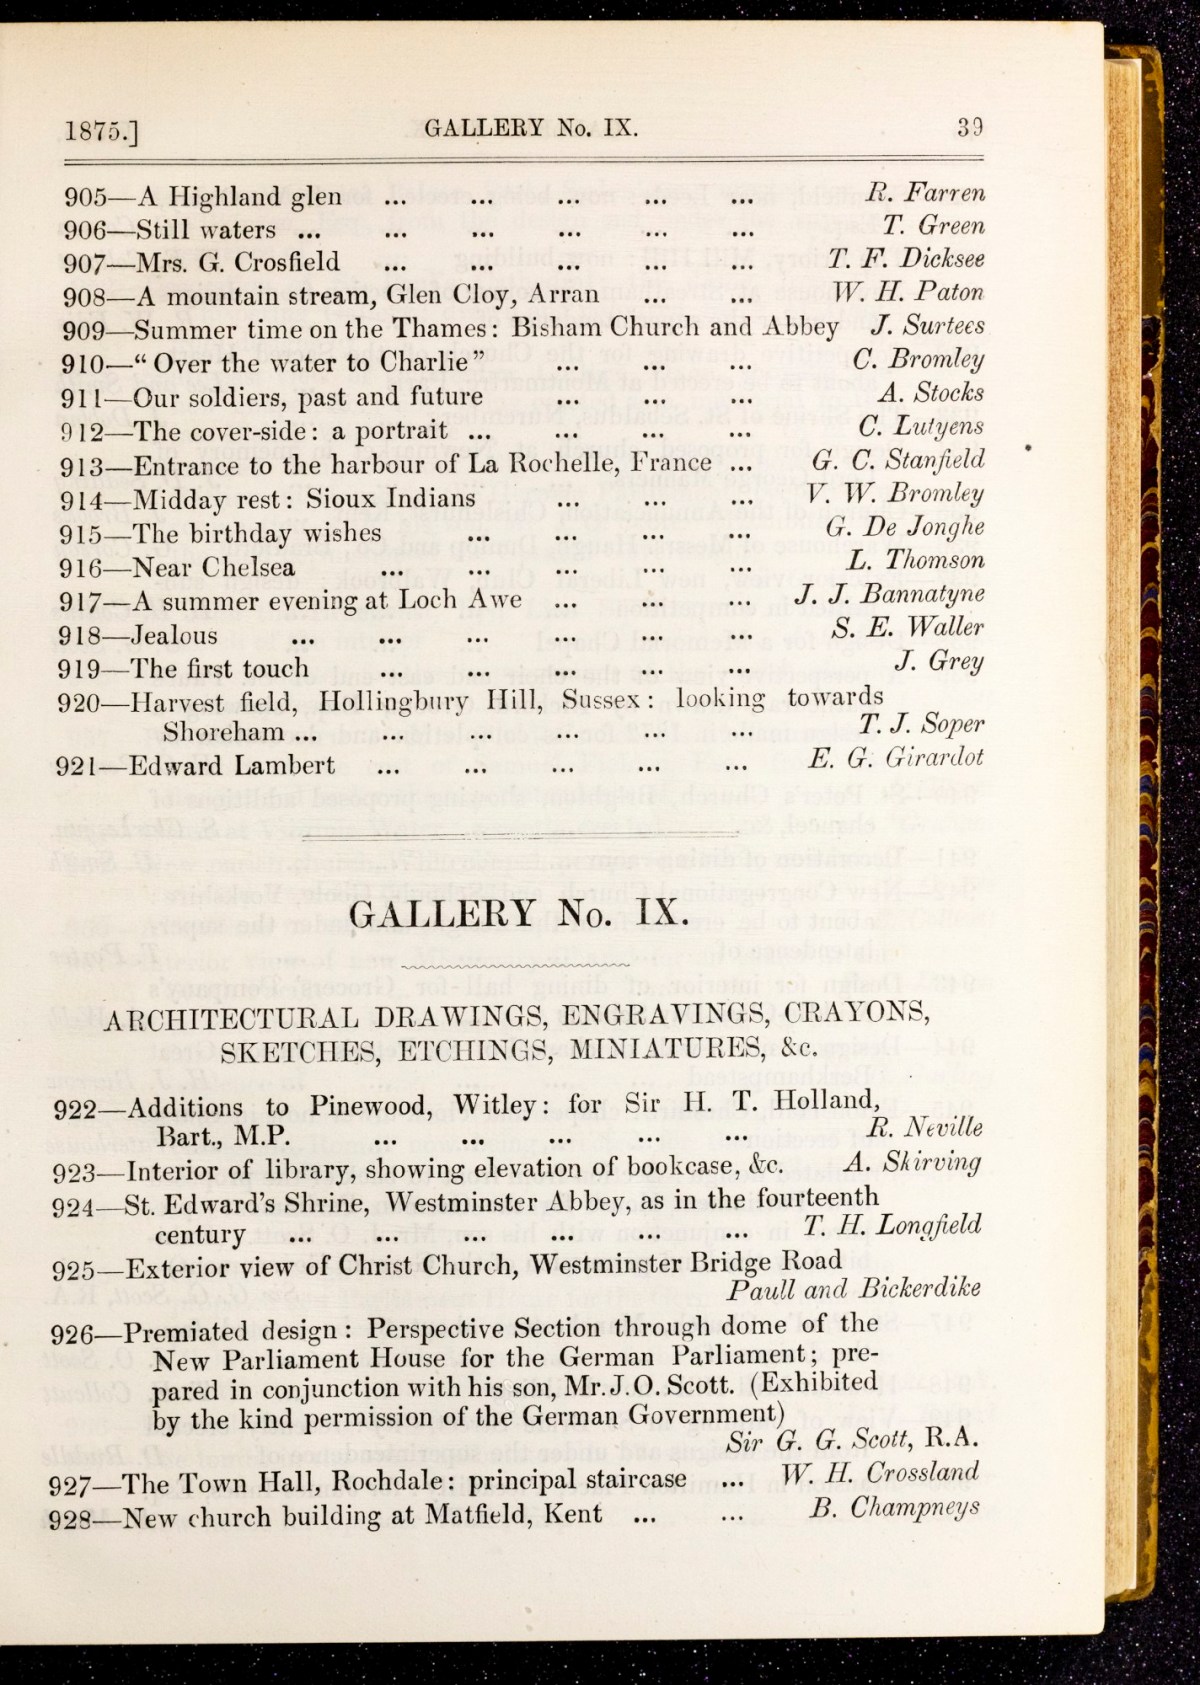 1875.] GALLERY No. IX. 39
905—A Highland glen ... ... ... ... ... R. Farren
906—Still waters ... ... ... ... ... ... T. Green
907—Mrs. G. Crosfield ... ... ... ... ... T. F. Dicksee
908—A mountain stream, Glen Cloy, Arran ... ... W. H. Paton
909—Summer time on the Thames: Bisham Church and Abbey J. Surtees
910—“Over the water to Charlie” ... ... ... C. Bromley
911—Our soldiers, past and future ... ... ... A. Stocks
912—The cover-side: a portrait ... ... ... ... C. Lutyens
913—Entrance to the harbour of La Rochelle, France ... G. C. Stanfield
914—Midday rest: Sioux Indians ... ... ... V. W. Bromley
915—The birthday wishes ... ... ... ... G. De Jonghe
916—Near Chelsea ... ... ... ... ... L. Thomson
917—A summer evening at Loch Awe ... ... ... J. J. Bannatyne
918—Jealous ... ... ... ... ... ... S. E. Waller
919—The first touch ... ... ... ... ... J. Grey
920—Harvest field, Hollingbury Hill, Sussex: looking towards
Shoreham ... ... ... ... ... ... T. J. Soper
921—Edward Lambert ... ... ... ... ... E. G. Girardot
GALLERY No. IX.
ARCHITECTURAL DRAWINGS, ENGRAVINGS, CRAYONS,
SKETCHES, ETCHINGS, MINIATURES, &c.
922—Additions to Pinewood, Witley: for Sir H. T. Holland,
Bart., M.P. ... ... ... ... ... R. Neville
923—Interior of library, showing elevation of bookcase, &c. A. Skirving
924—St. Edward's Shrine, Westminster Abbey, as in the fourteenth
century ... ... ... ... ... ... T. H. Longfield
925—Exterior view of Christ Church, Westminster Bridge Road
Paull and Bickerdike
926—Premiated design: Perspective Section through dome of the
New Parliament House for the German Parliament; pre-
pared in conjunction with his son, Mr. J. O. Scott. (Exhibited
by the kind permission of the German Government)
Sir G. G. Scott, R.A.
927—The Town Hall, Rochdale: principal staircase ... W. H. Crossland
928—New church building at Matfield, Kent ... ... B. Champneys